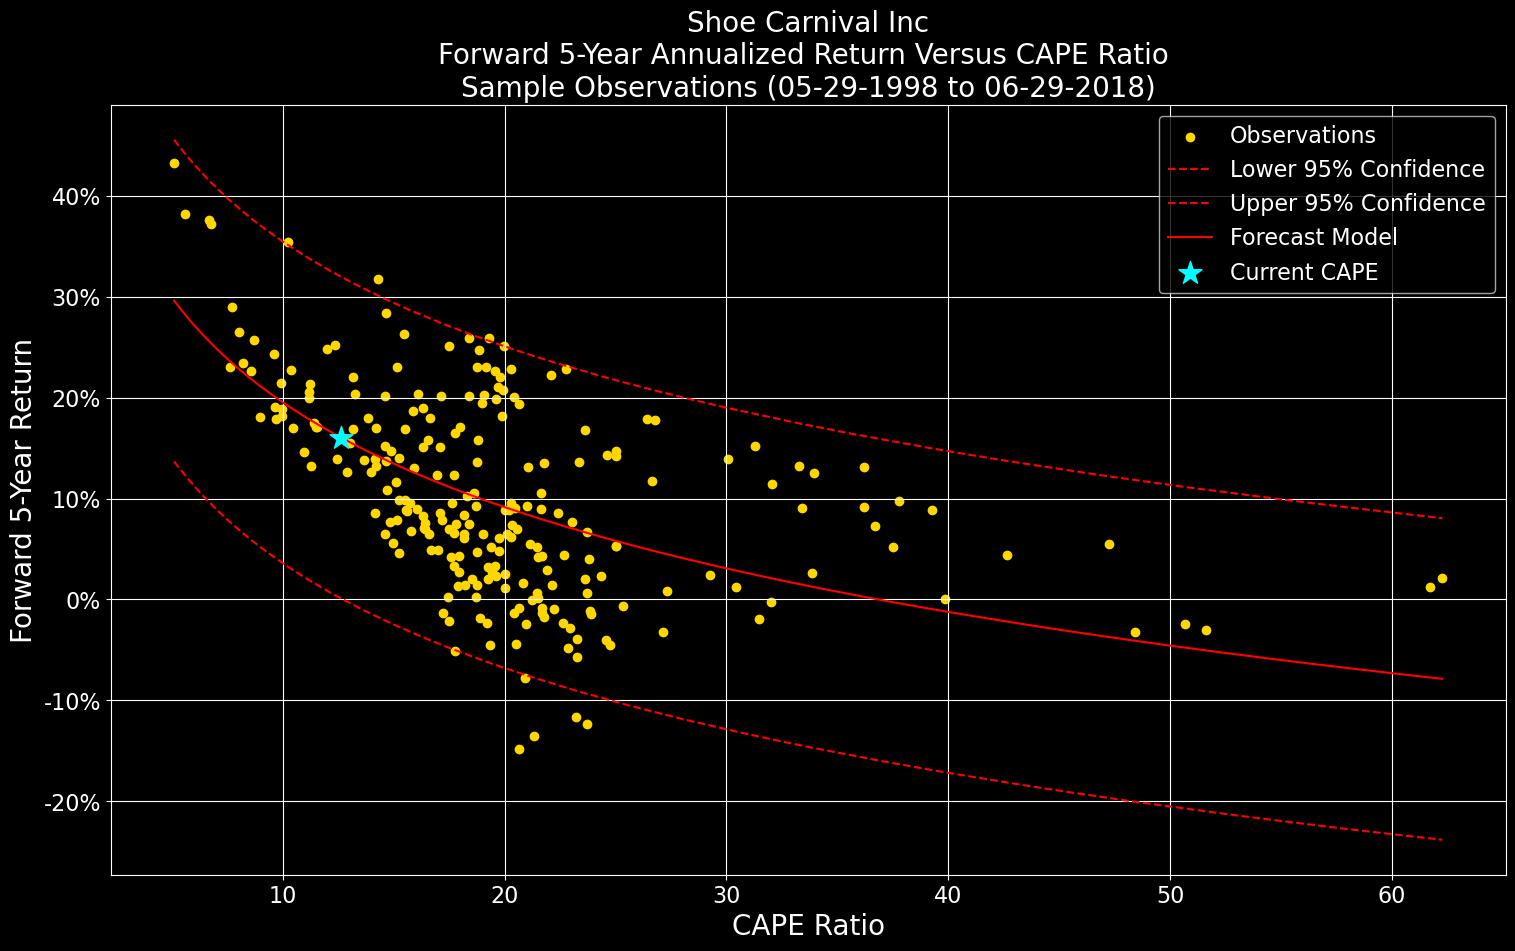 Shoe Carnival Inc
Forward 5-Year Annualized Return Versus CAPE Ratio
Sample Observations (05-29-1998 to 06-29-2018)
Observations
Lower 95% Confidence
Upper 95% Confidence
Forecast Model
Current CAPE
Forward 5-Year Return
40%
30%
20%
10%
0%
-10%
-20%
10 20 30 40 50 60
CAPE Ratio